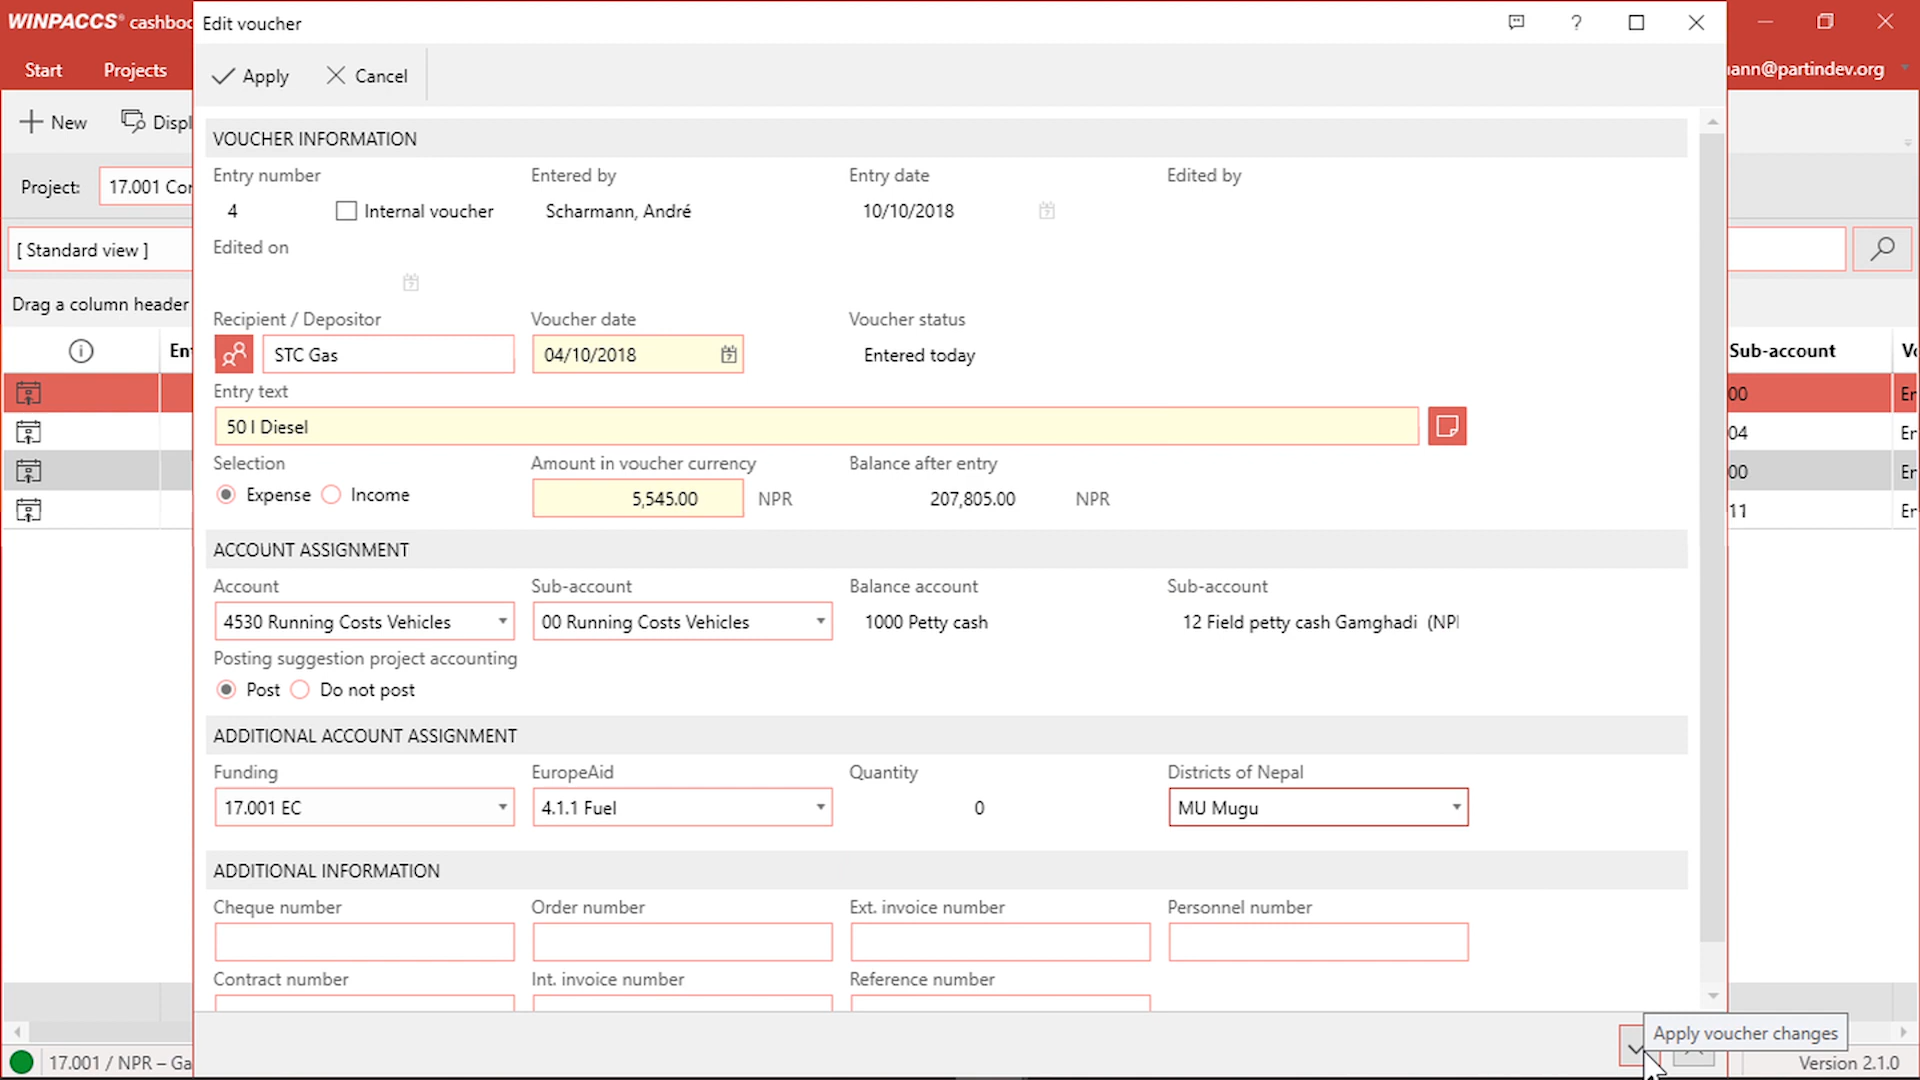 WINPACCS® cashboo
Edit voucher
Start
Projects
Apply
Cancel
ann@partindev.org
New
Displ
VOUCHER INFORMATION
Entry number
Entered by
Entry date
Edited by
Project:
17.001 Cor
4
Internal voucher
Scharmann, André
10/10/2018
Edited on
[ Standard view ]
Drag a column header
Recipient / Depositor
Voucher date
Voucher status
STC Gas
04/10/2018
Entered today
Ent
Sub-account
Vo
Entry text
00
Er
50 l Diesel
04
Er
Selection
Amount in voucher currency
Balance after entry
00
Er
Expense
Income
5,545.00
NPR
207,805.00
NPR
11
Er
ACCOUNT ASSIGNMENT
Account
Sub-account
Balance account
Sub-account
4530 Running Costs Vehicles
00 Running Costs Vehicles
1000 Petty cash
12 Field petty cash Gamghadi (NPI
Posting suggestion project accounting
Post
Do not post
ADDITIONAL ACCOUNT ASSIGNMENT
Funding
EuropeAid
Quantity
Districts of Nepal
17.001 EC
4.1.1 Fuel
0
MU Mugu
ADDITIONAL INFORMATION
Cheque number
Order number
Ext. invoice number
Personnel number
Contract number
Int. invoice number
Reference number
Apply voucher changes
17.001 / NPR – Ga
Version 2.1.0